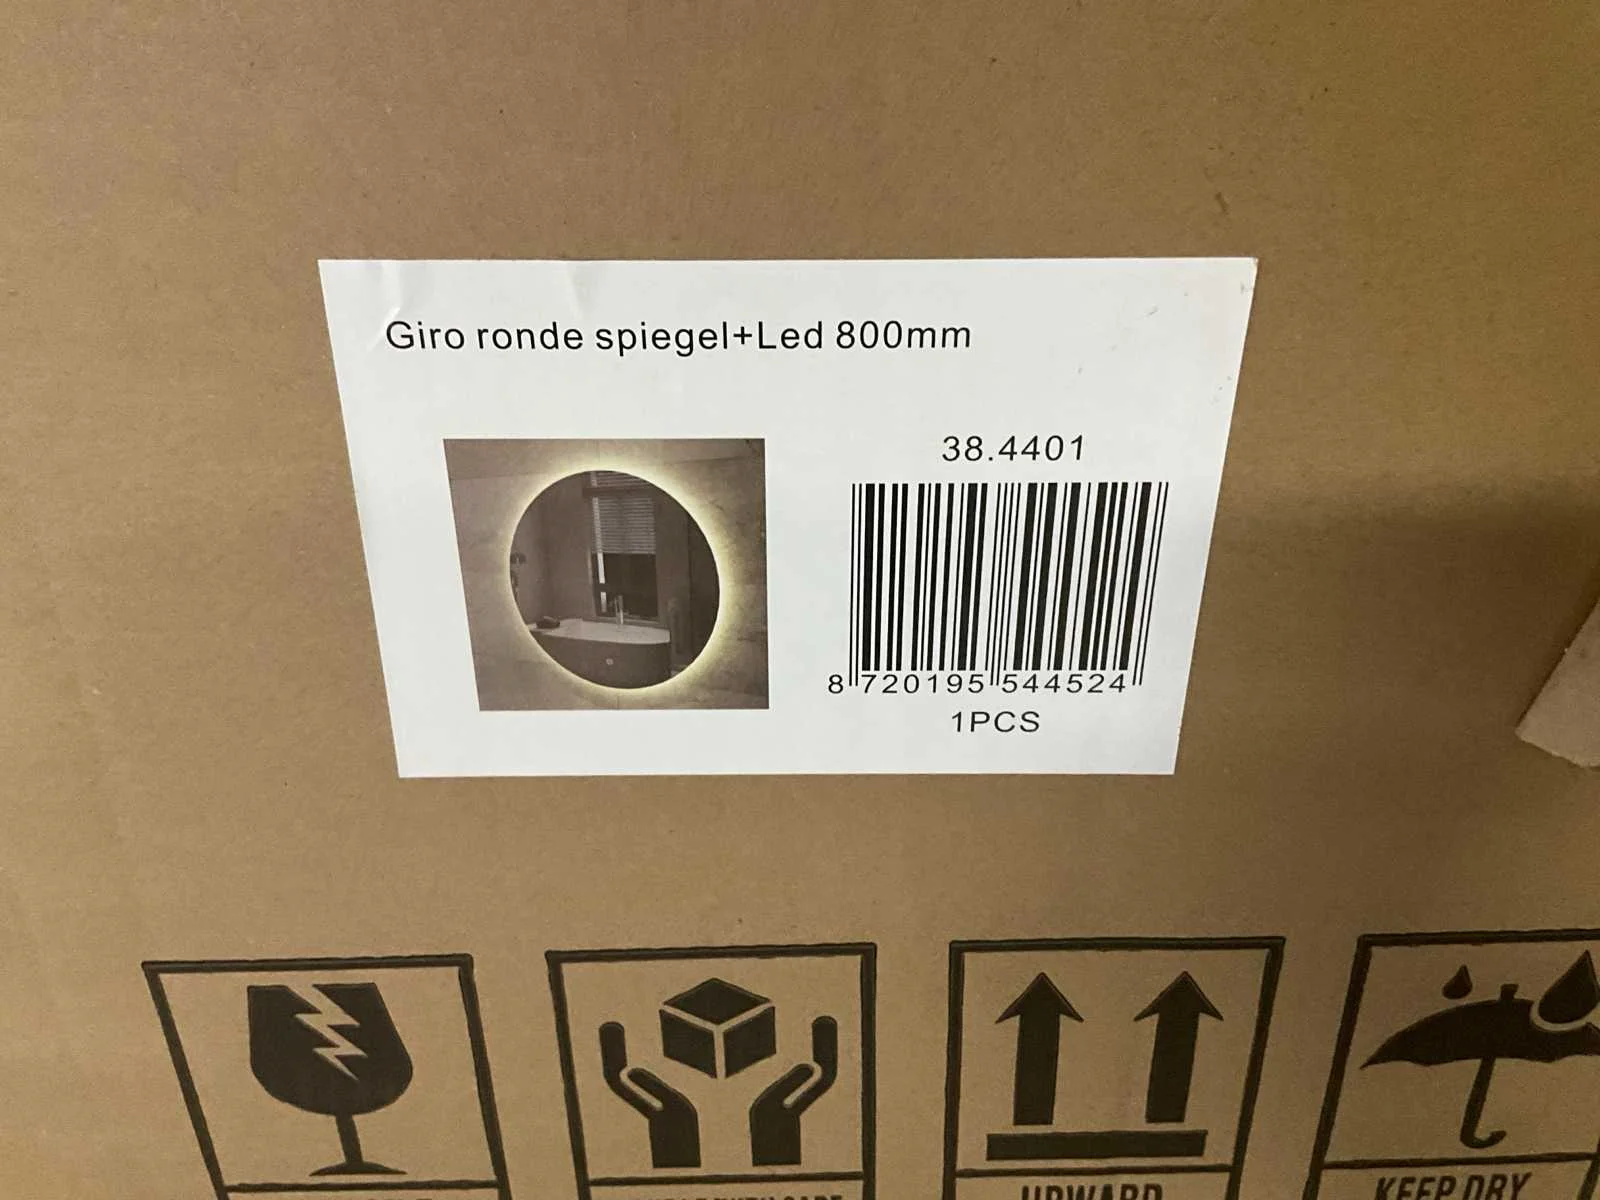 Giro ronde spiegel+Led 800mm
38.4401
8 720195 544524
1PCS
UPWARD
KEEP DRY